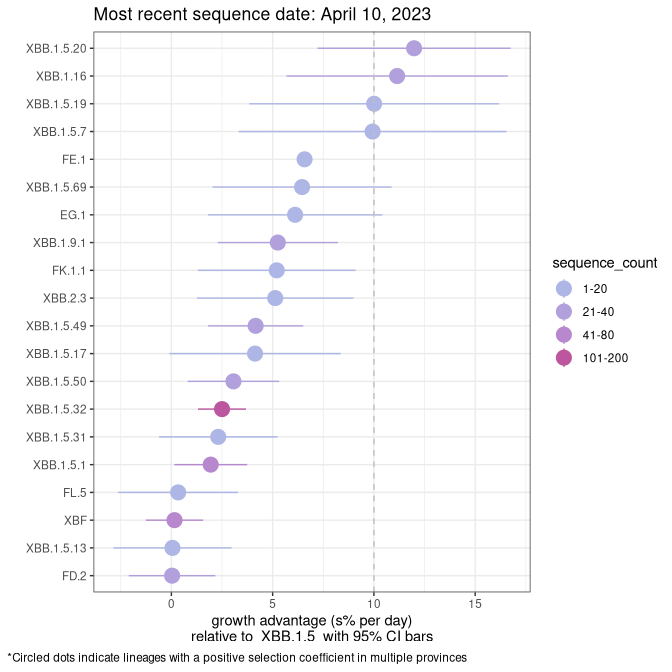 Most recent sequence date: April 10, 2023
XBB.1.5.20
XBB.1.16
XBB.1.5.19
XBB.1.5.7
FE.1
XBB.1.5.69
EG.1
XBB.1.9.1
FK.1.1
XBB.2.3
XBB.1.5.49
XBB.1.5.17
XBB.1.5.50
XBB.1.5.32
XBB.1.5.31
XBB.1.5.1
FL.5
XBF
XBB.1.5.13
FD.2
0 5 10 15
growth advantage (s% per day)
relative to XBB.1.5 with 95% CI bars
sequence_count
1-20
21-40
41-80
101-200
*Circled dots indicate lineages with a positive selection coefficient in multiple provinces